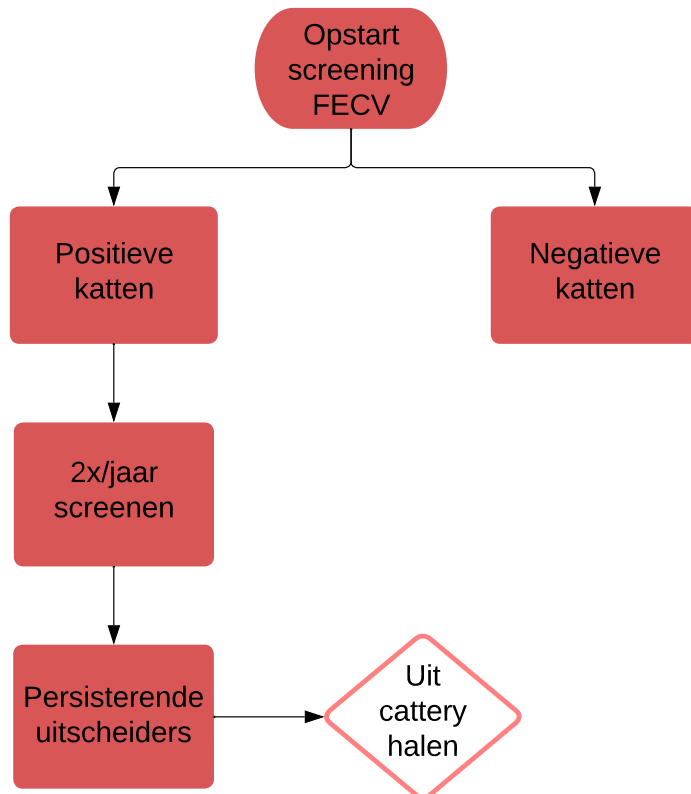 Opstart
screening
FECV
Positieve
katten
Negatieve
katten
2x/jaar
screenen
Persisterende
uitscheiders
Uit
cattery
halen